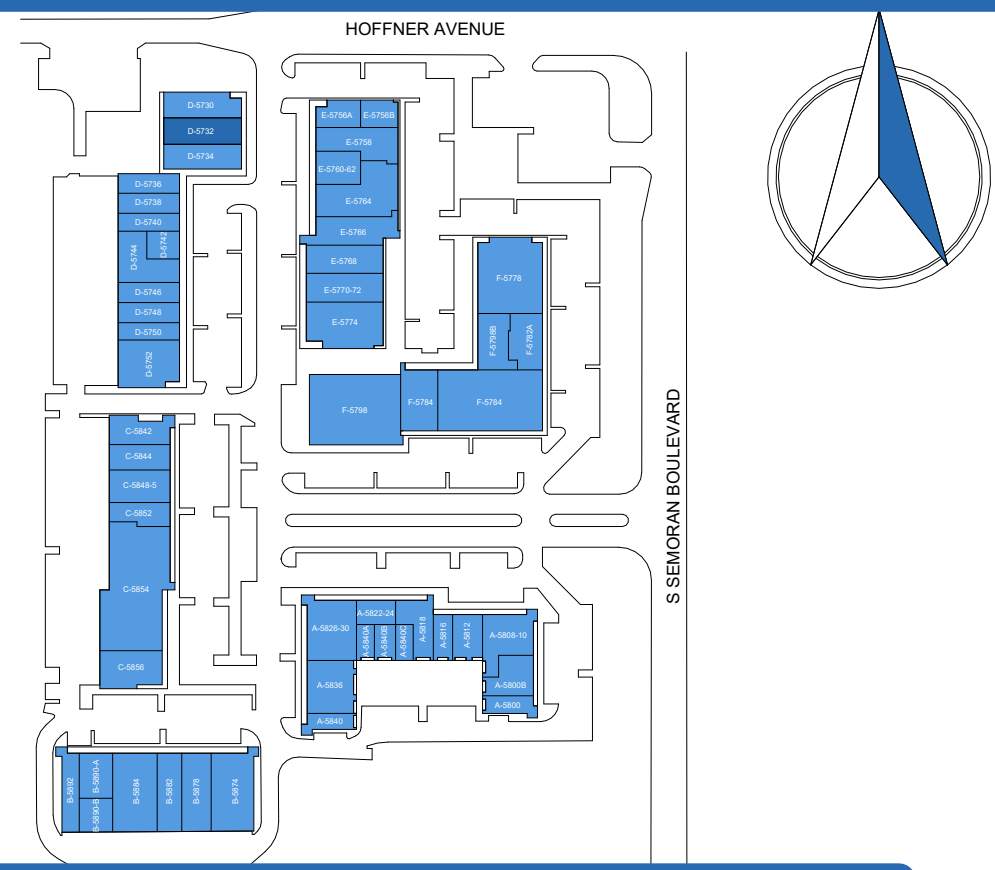 HOFFNER AVENUE
D-5730
D-5732
D-5734
D-5736
D-5738
D-5740
D-5742
D-5744
D-5746
D-5748
D-5750
D-5752
E-5756A
E-5756B
E-5758
E-5760-62
E-5764
E-5766
E-5768
E-5770-72
E-5774
F-5778
F-5798B
F-5782A
F-5798
F-5784
F-5784
S SEMORAN BOULEVARD
C-5842
C-5844
C-5848-5
C-5852
C-5854
C-5856
A-5826-30
A-5822-24
A-5840A
A-5840B
A-5840C
A-5818
A-5816
A-5812
A-5808-10
A-5836
A-5800B
A-5800
A-5840
B-5892
B-5890-A
B-5890-B
B-5884
B-5882
B-5878
B-5874